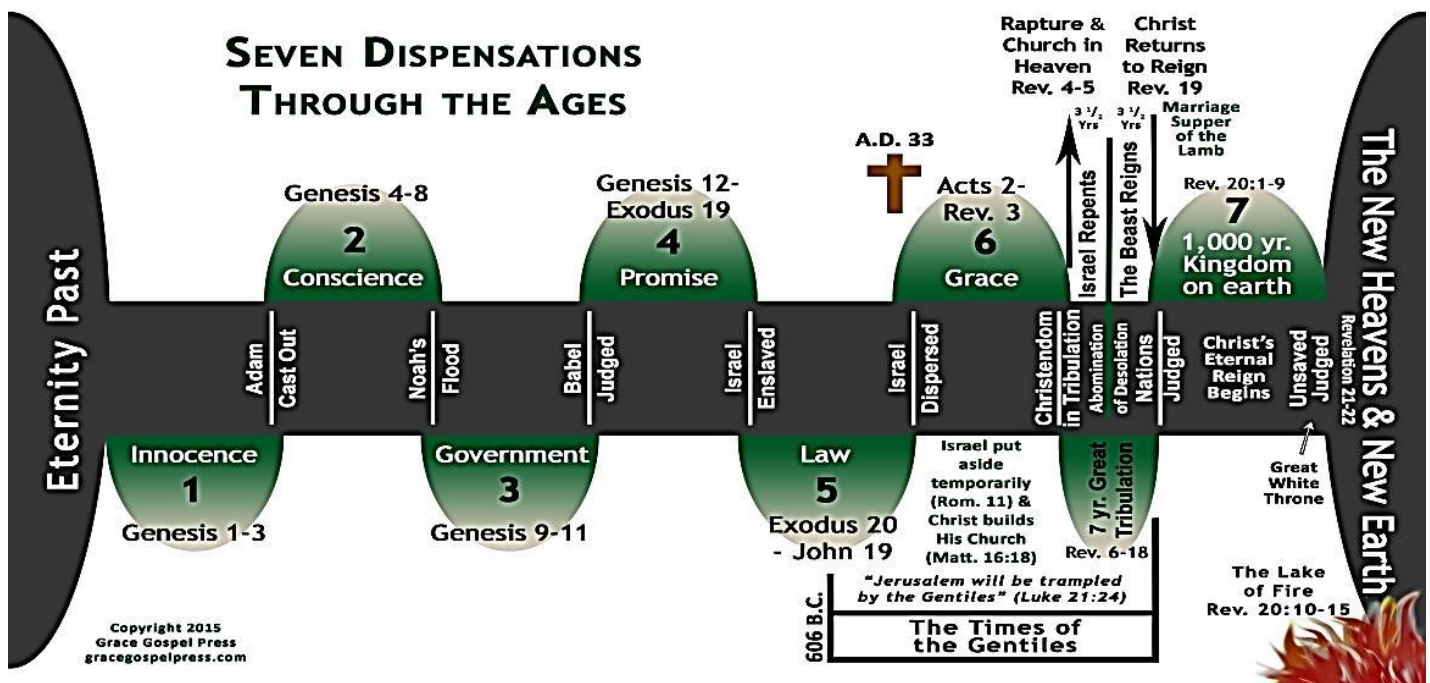 SEVEN DISPENSATIONS
THROUGH THE AGES
Rapture &
Church in
Heaven
Rev. 4-5
Christ
Returns
to Reign
Rev. 19
3 1/2
Yrs
3 1/2
Yrs
Marriage
Supper
of the
Lamb
A.D. 33
Genesis 4-8
2
Conscience
Genesis 12-
Exodus 19
4
Promise
Acts 2-
Rev. 3
6
Grace
Israel Repents
The Beast Reigns
Rev. 20:1-9
7
1,000 yr.
Kingdom
on earth
Eternity Past
Adam
Cast Out
Noah's
Flood
Babel
Judged
Israel
Enslaved
Israel
Dispersed
Christendom
in Tribulation
Abomination
of Desolation
Nations
Judged
Christ's
Eternal
Reign
Begins
Unsaved
Judged
Revelation 21-22
The New Heavens & New Earth
Innocence
1
Genesis 1-3
Government
3
Genesis 9-11
Law
5
Exodus 20
- John 19
Israel put
aside
temporarily
(Rom. 11) &
Christ builds
His Church
(Matt. 16:18)
7 yr. Great
Tribulation
Rev. 6-18
Great
White
Throne
"Jerusalem will be trampled
by the Gentiles" (Luke 21:24)
606 B.C.
The Times of
the Gentiles
The Lake
of Fire
Rev. 20:10-15
Copyright 2015
Grace Gospel Press
gracegospelpress.com